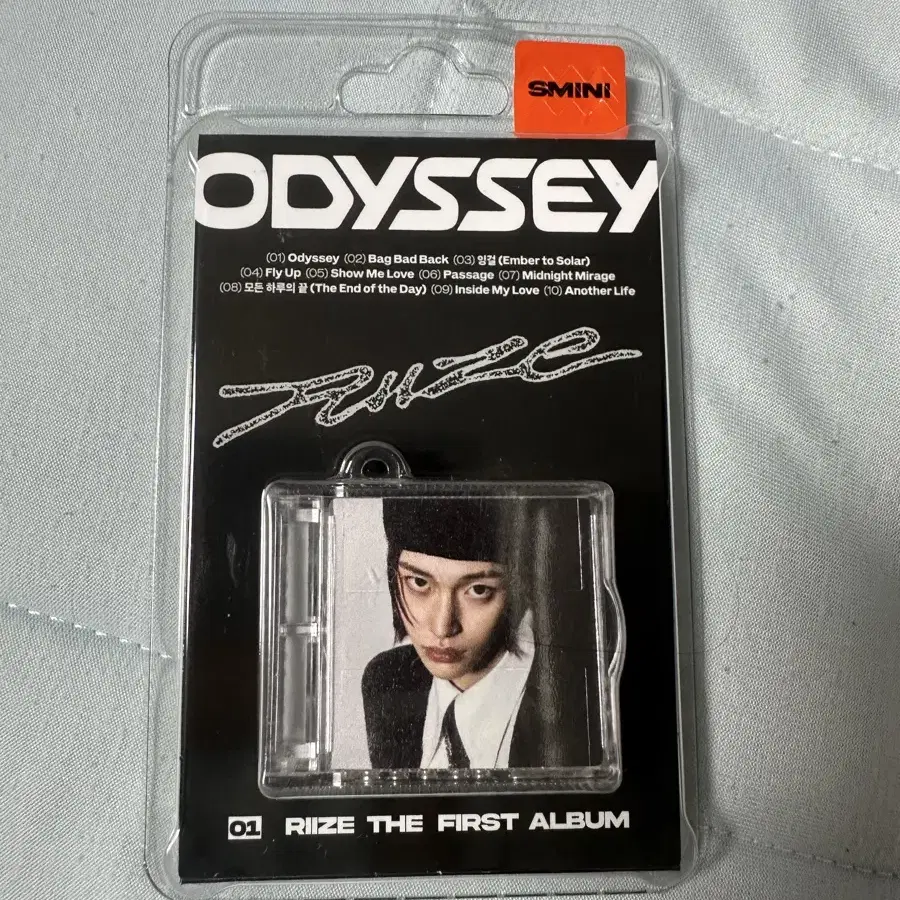 SMINI
ODYSSEY
(01) Odyssey (02) Bag Bad Back (03) 잉걸 (Ember to Solar)
(04) Fly Up (05) Show Me Love (06) Passage (07) Midnight Mirage
(08) 모든 하루의 끝 (The End of the Day) (09) Inside My Love (10) Another Life
RIIZE
01 RIIZE THE FIRST ALBUM